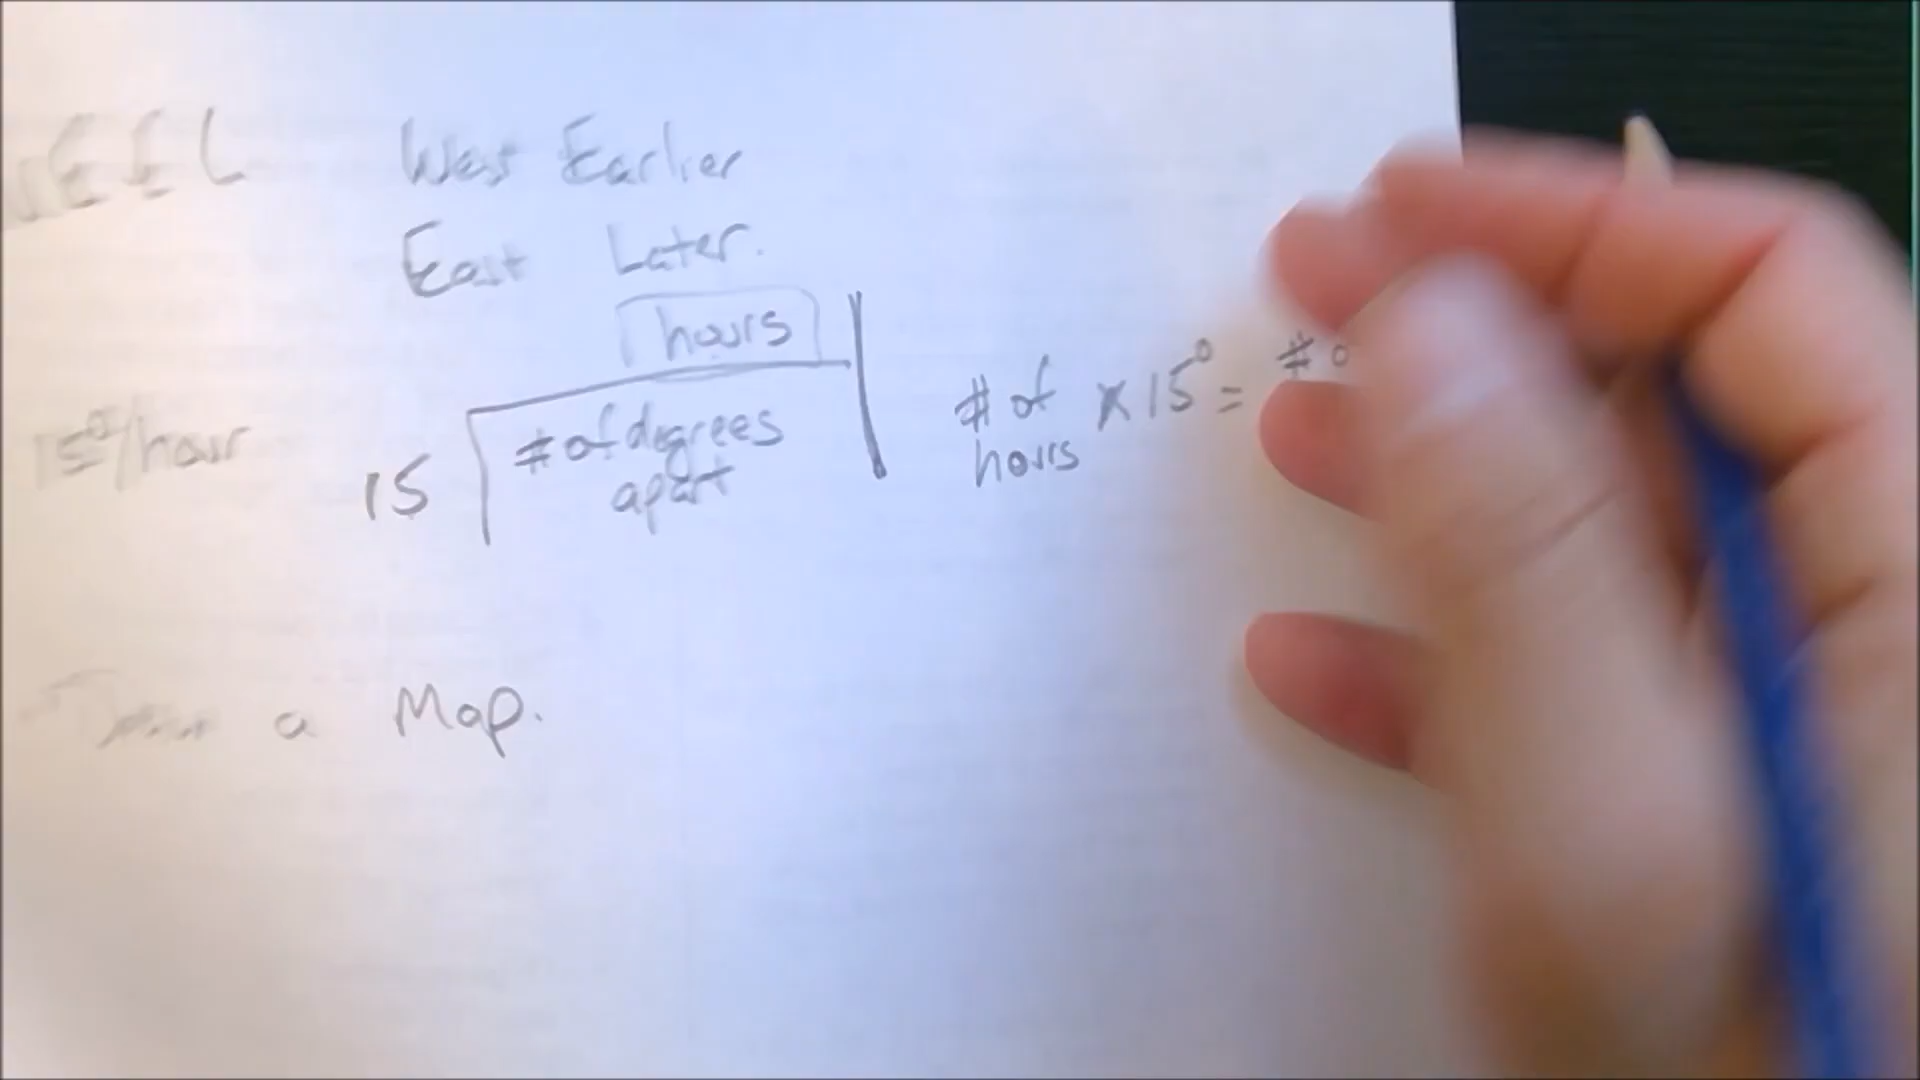 WEEL West Earlier
East Later.
hours
15°/hour 15 # of degrees apart
# of hours × 15° = #
a Map.